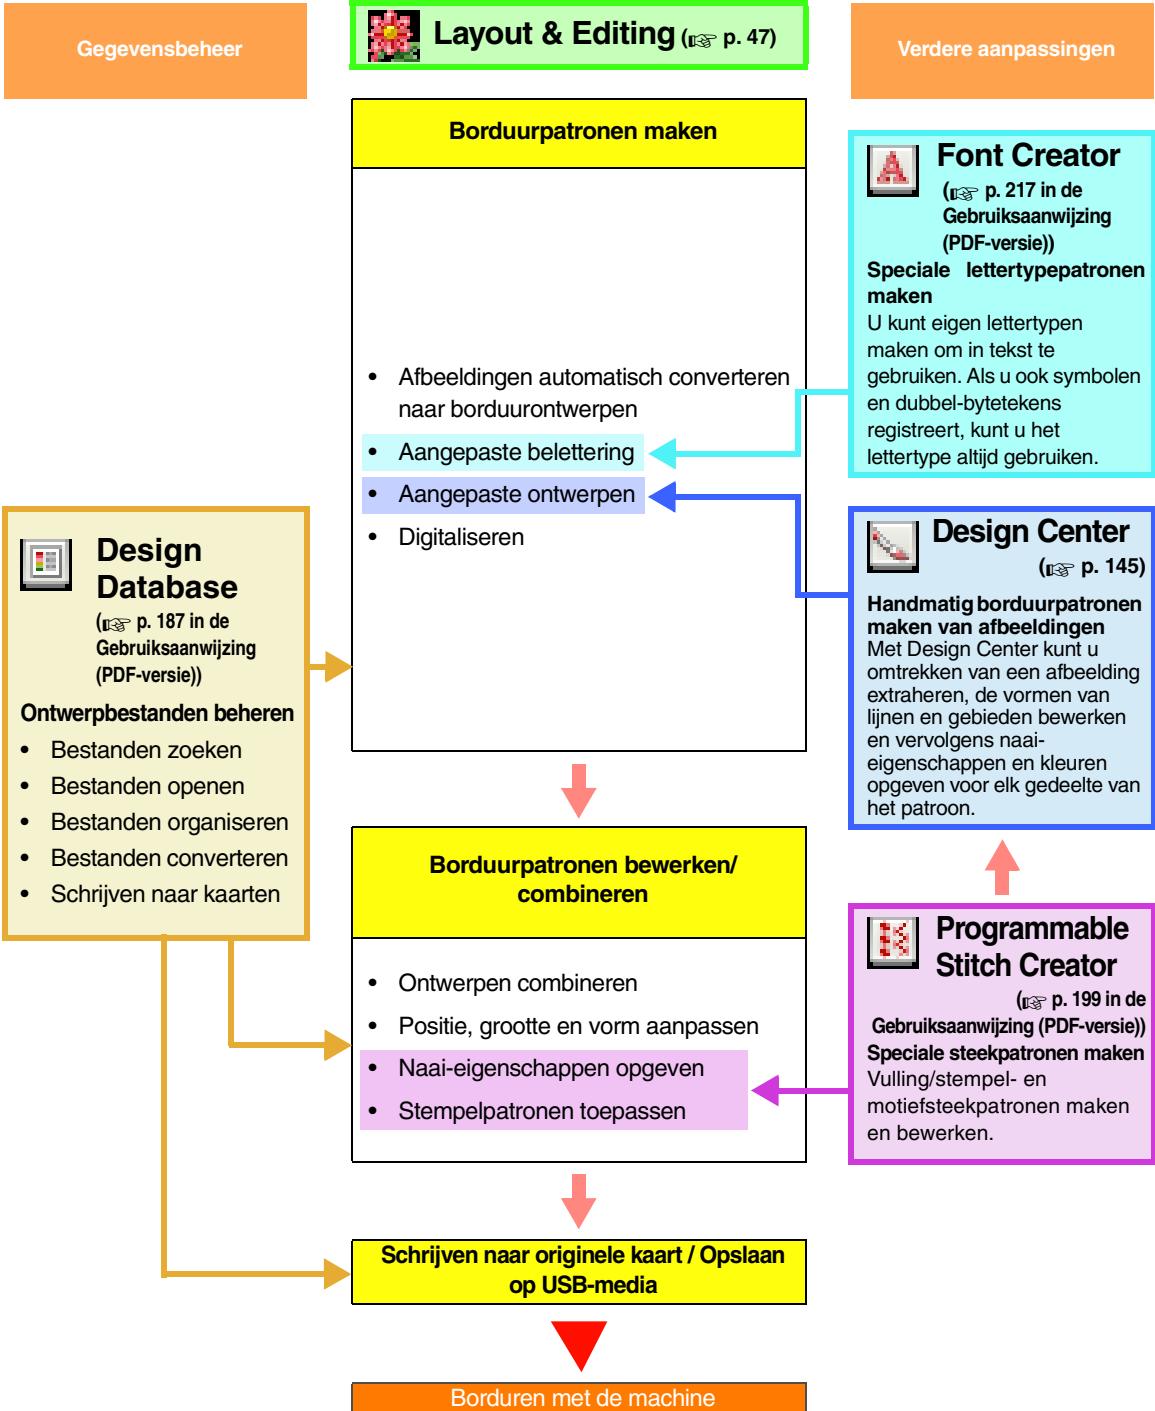 Gegevensbeheer
Layout & Editing (☞ p. 47)
Verdere aanpassingen
Borduurpatronen maken
• Afbeeldingen automatisch converteren
naar borduurontwerpen
• Aangepaste belettering
• Aangepaste ontwerpen
• Digitaliseren
Font Creator
(☞ p. 217 in de
Gebruiksaanwijzing
(PDF-versie))
Speciale lettertypepatronen
maken
U kunt eigen lettertypen
maken om in tekst te
gebruiken. Als u ook symbolen
en dubbel-bytetekens
registreert, kunt u het
lettertype altijd gebruiken.
Design
Database
(☞ p. 187 in de
Gebruiksaanwijzing
(PDF-versie))
Ontwerpbestanden beheren
• Bestanden zoeken
• Bestanden openen
• Bestanden organiseren
• Bestanden converteren
• Schrijven naar kaarten
Design Center
(☞ p. 145)
Handmatig borduurpatronen
maken van afbeeldingen
Met Design Center kunt u
omtrekken van een afbeelding
extraheren, de vormen van
lijnen en gebieden bewerken
en vervolgens naai-
eigenschappen en kleuren
opgeven voor elk gedeelte van
het patroon.
Borduurpatronen bewerken/
combineren
• Ontwerpen combineren
• Positie, grootte en vorm aanpassen
• Naai-eigenschappen opgeven
• Stempelpatronen toepassen
Programmable
Stitch Creator
(☞ p. 199 in de
Gebruiksaanwijzing (PDF-versie))
Speciale steekpatronen maken
Vulling/stempel- en
motiefsteekpatronen maken
en bewerken.
Schrijven naar originele kaart / Opslaan
op USB-media
Borduren met de machine